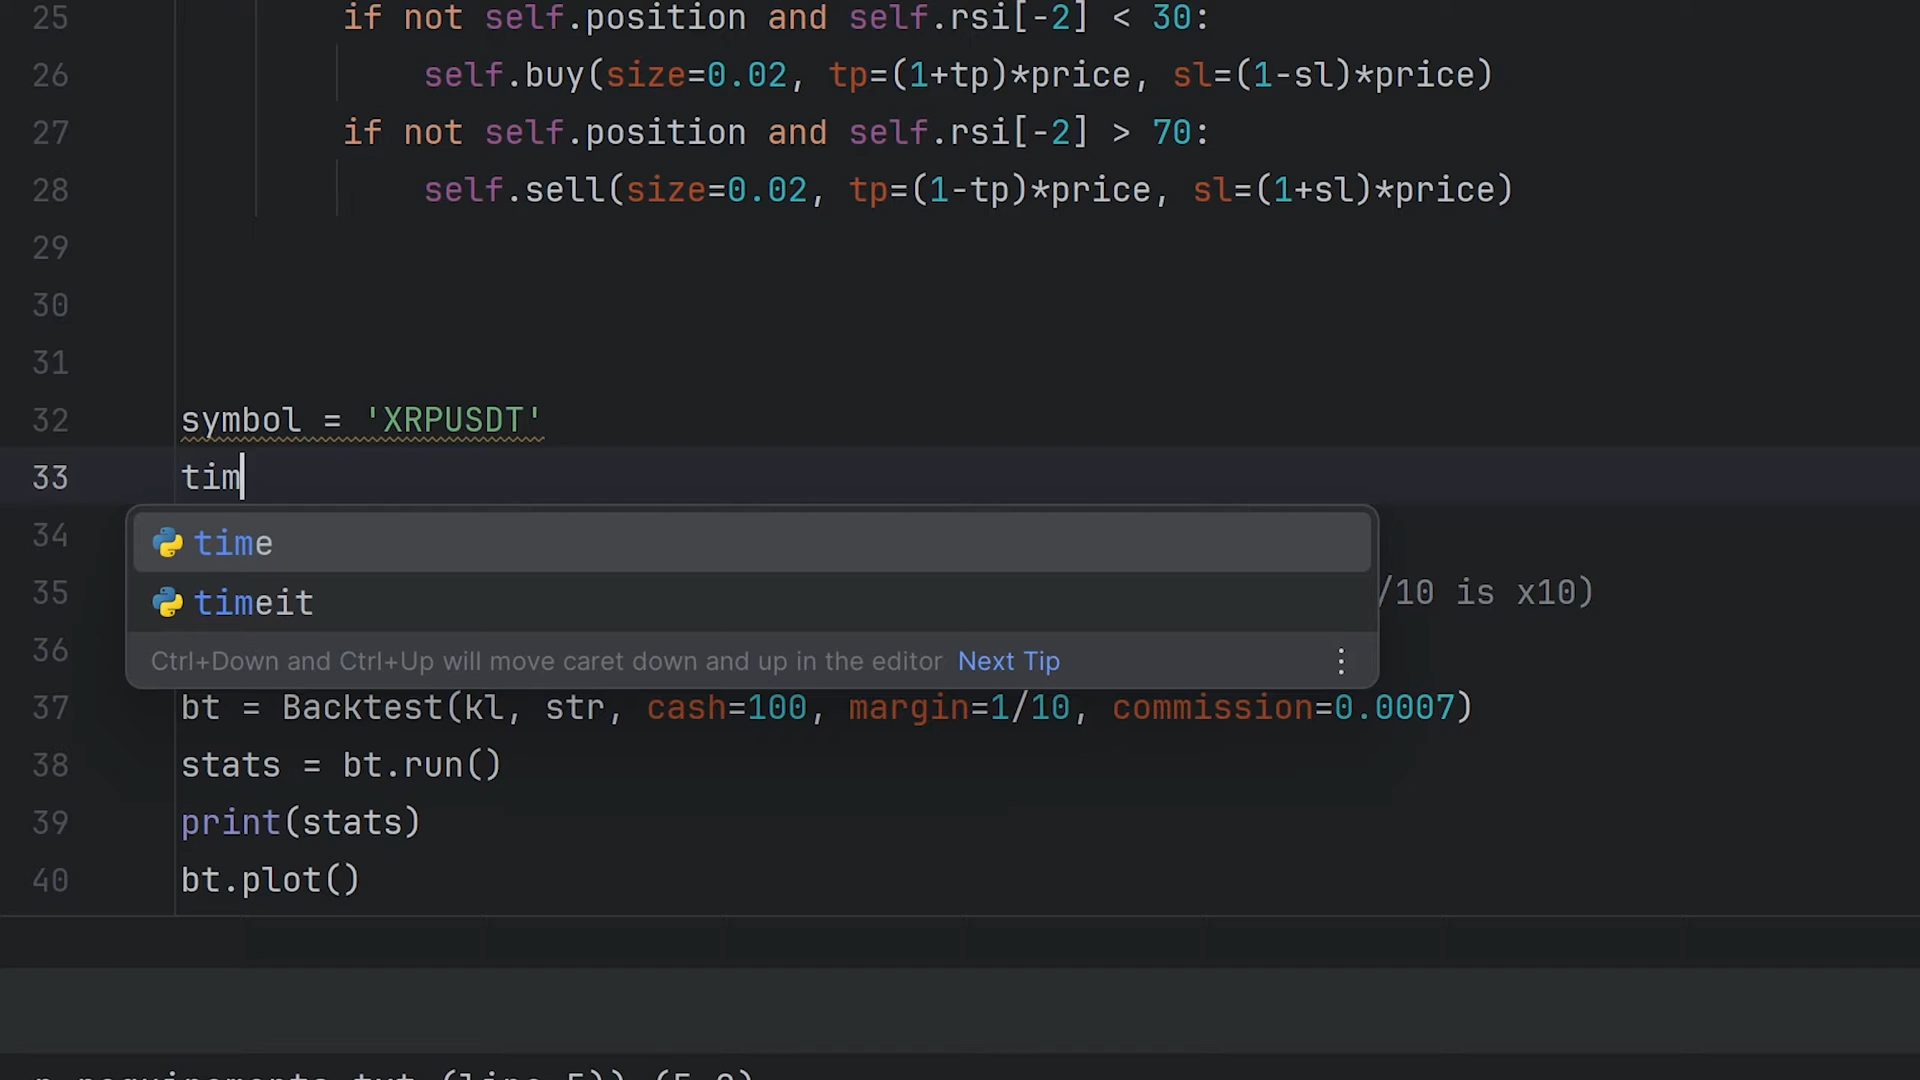 25 if not self.position and self.rsi[-2] < 30:
26 self.buy(size=0.02, tp=(1+tp)*price, sl=(1-sl)*price)
27 if not self.position and self.rsi[-2] > 70:
28 self.sell(size=0.02, tp=(1-tp)*price, sl=(1+sl)*price)
29
30
31
32 symbol = 'XRPUSDT'
33 tim
34 time
35 /10 is x10)
timeit
36 Ctrl+Down and Ctrl+Up will move caret down and up in the editor Next Tip
37 bt = Backtest(kl, str, cash=100, margin=1/10, commission=0.0007)
38 stats = bt.run()
39 print(stats)
40 bt.plot()